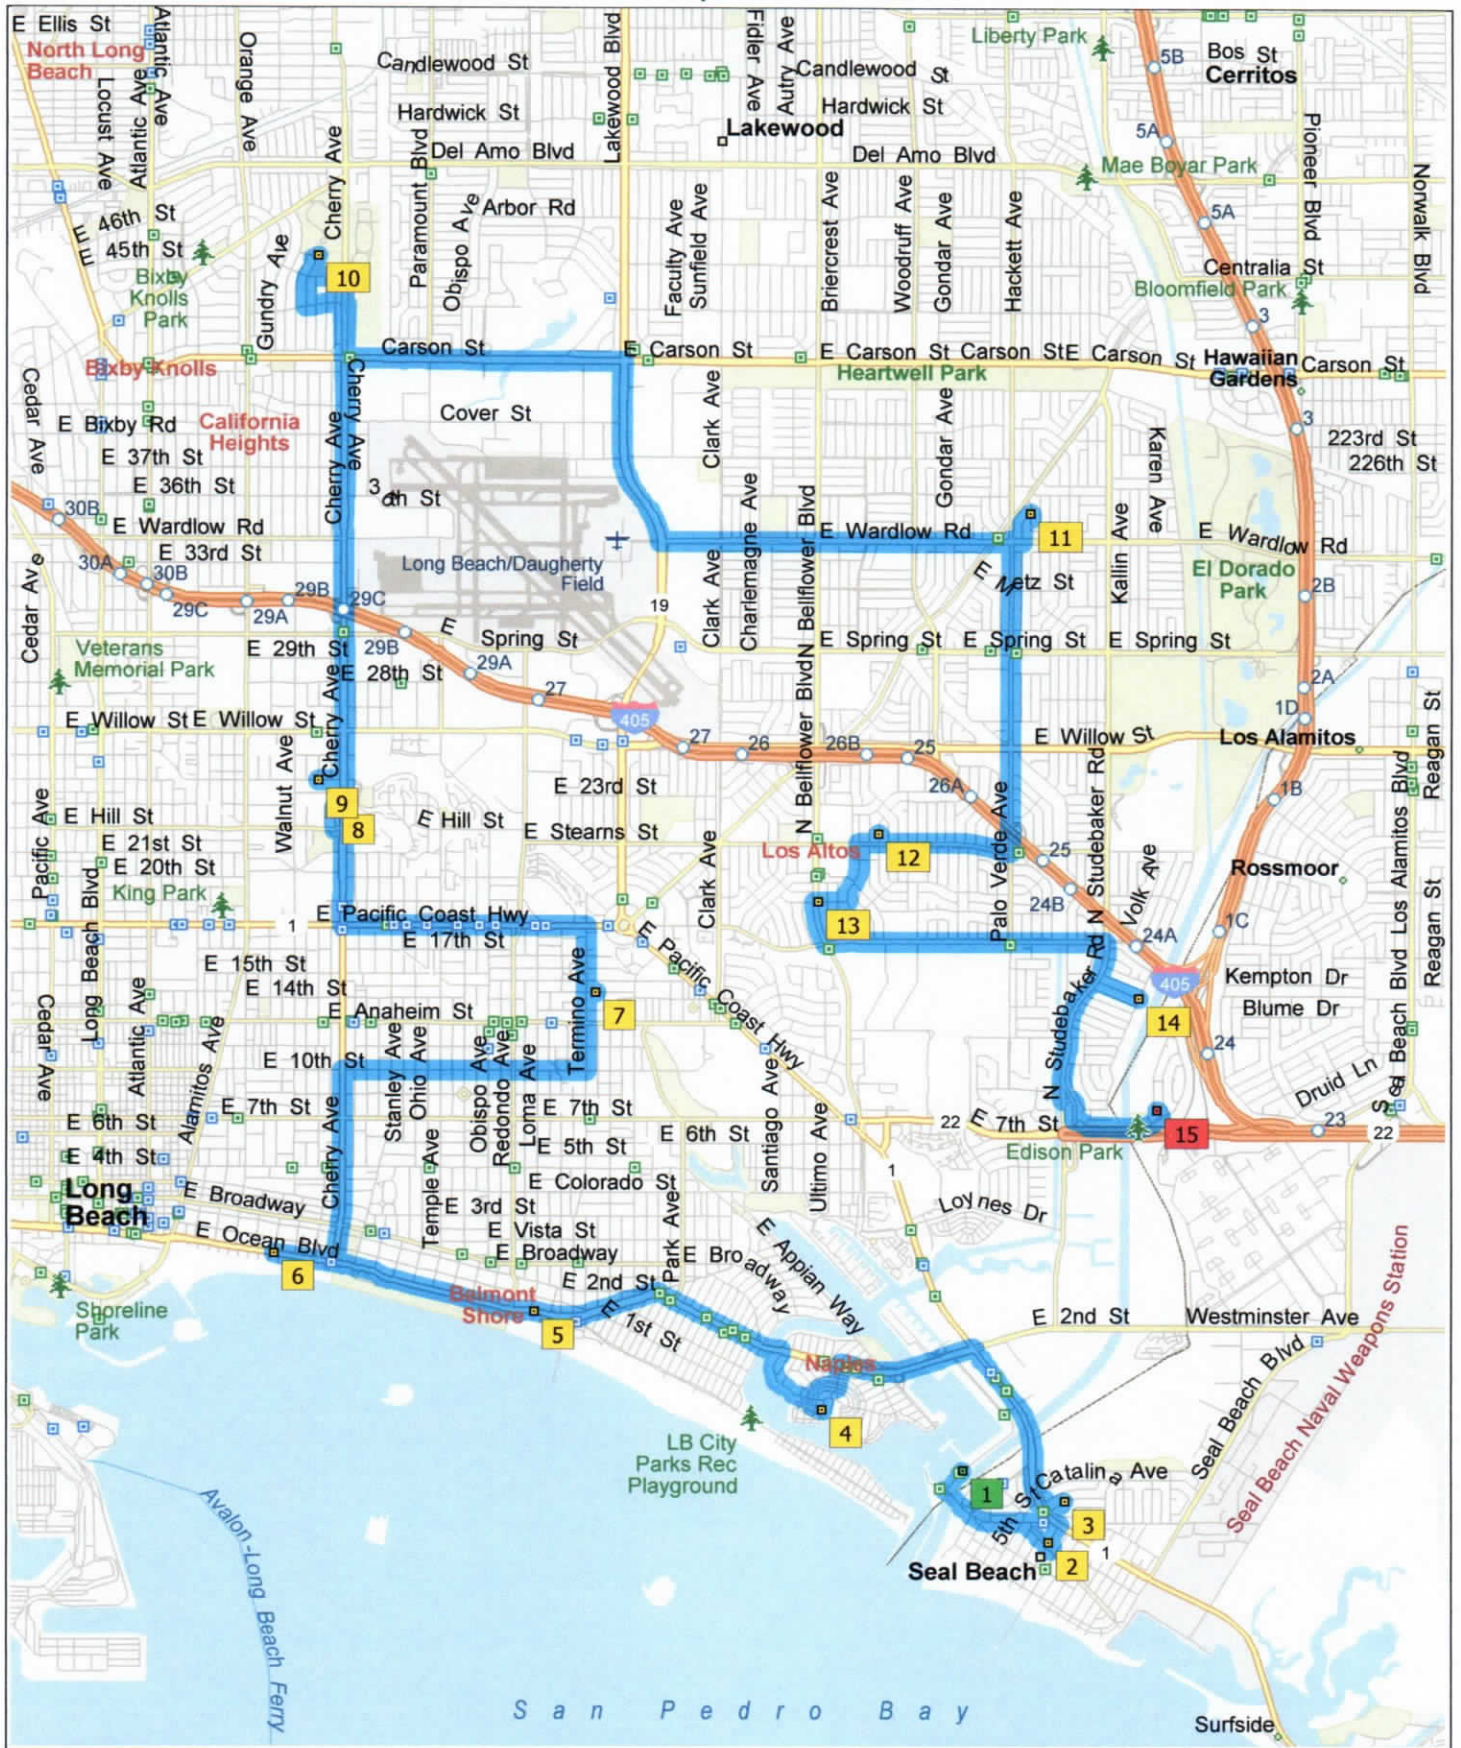 E Ellis St
North Long
Beach
Locust Ave
Atlantic Ave
Atlantic Ave
Orange Ave
Candlewood St
Hardwick St
Lakewood Blvd
Fidler Ave
Autry Ave
Candlewood St
Hardwick St
Lakewood
Liberty Park
5B
Bos St
Cerritos
5A
Del Amo Blvd
Del Amo Blvd
Mae Boyar Park
Pioneer Blvd
Norwalk Blvd
46th St
45th St
Bixby
Knolls
Park
Gundry Ave
Cherry Ave
Paramount Blvd
Obispo Ave
Arbor Rd
Faculty Ave
Sunfield Ave
Briercrest Ave
Woodruff Ave
Gondar Ave
Hackett Ave
5A
Centralia St
Bloomfield Park
3
10
Carson St
E Carson St
E Carson St
Carson St
E Carson St
Hawaiian
Gardens
Carson St
Heartwell Park
Bixby Knolls
Cedar Ave
E Bixby Rd
California
Heights
E 37th St
E 36th St
Cherry Ave
Cherry Ave
Cover St
Clark Ave
Gondar Ave
Karen Ave
3
223rd St
226th St
30B
E Wardlow Rd
E 33rd St
30A
30B
29C
29A
29B
29C
Long Beach/Daugherty
Field
Clark Ave
Charlemagne Ave
N Bellflower Blvd
N Bellflower Blvd
E Wardlow Rd
11
E Metz St
Kallin Ave
E Wardlow Rd
El Dorado
Park
2B
Cedar Ave
Veterans
Memorial Park
E 29th St
E 28th St
29B
E Spring St
29A
27
19
E Spring St
E Spring St
E Spring St
2A
1D
Reagan St
E Willow St
E Willow St
Cherry Ave
405
27
26
26B
25
E Willow St
Los Alamitos
Walnut Ave
E 23rd St
26A
1B
Pacific Ave
E Hill St
E 21st St
E 20th St
King Park
9
8
E Hill St
E Stearns St
N Bellflower Blvd
Los Altos
12
Palo Verde Ave
N Studebaker Rd
25
24B
Volk Ave
Rossmoor
Los Alamitos Blvd
Clark Ave
1
E Pacific Coast Hwy
E 17th St
13
24A
1C
Reagan St
Long Beach Blvd
E 15th St
E 14th St
E Anaheim St
Termino Ave
7
E Pacific Coast Hwy
N Studebaker Rd
14
405
Kempton Dr
Blume Dr
Seal Beach Blvd
Cedar Ave
Atlantic Ave
Alamitos Ave
E 10th St
Stanley Ave
Ohio Ave
Obispo Ave
Redondo Ave
Loma Ave
24
Druid Ln
E 6th St
E 7th St
E 4th St
Cherry Ave
Temple Ave
E 7th St
E 5th St
E 6th St
Santiago Ave
Ultimo Ave
22
E 7th St
Edison Park
15
23
22
Long
Beach
E Broadway
E Colorado St
E 3rd St
E Vista St
E Broadway
1
Loynes Dr
E Ocean Blvd
6
Park Ave
E Broadway
E Appian Way
E 2nd St
E 1st St
Belmont
Shore
5
E 2nd St
Westminster Ave
Shoreline
Park
Naples
4
LB City
Parks Rec
Playground
Seal Beach Blvd
Seal Beach Naval Weapons Station
Catalina Ave
1
5th St
3
2
1
Seal Beach
Avalon-Long Beach Ferry
San Pedro Bay
Surfside